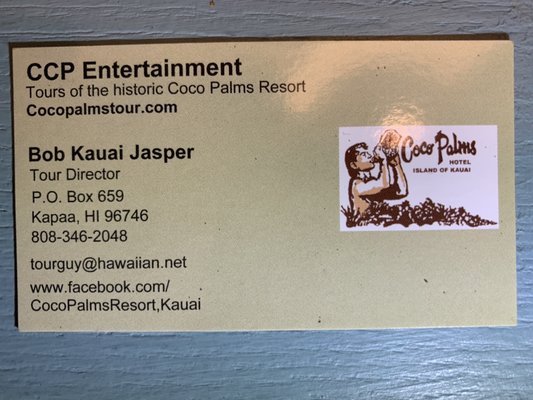 CCP Entertainment
Tours of the historic Coco Palms Resort
Cocopalmstour.com
Bob Kauai Jasper
Tour Director
P.O. Box 659
Kapaa, HI 96746
808-346-2048
tourguy@hawaiian.net
www.facebook.com/
CocoPalmsResort,Kauai
Coco Palms
HOTEL
ISLAND OF KAUAI